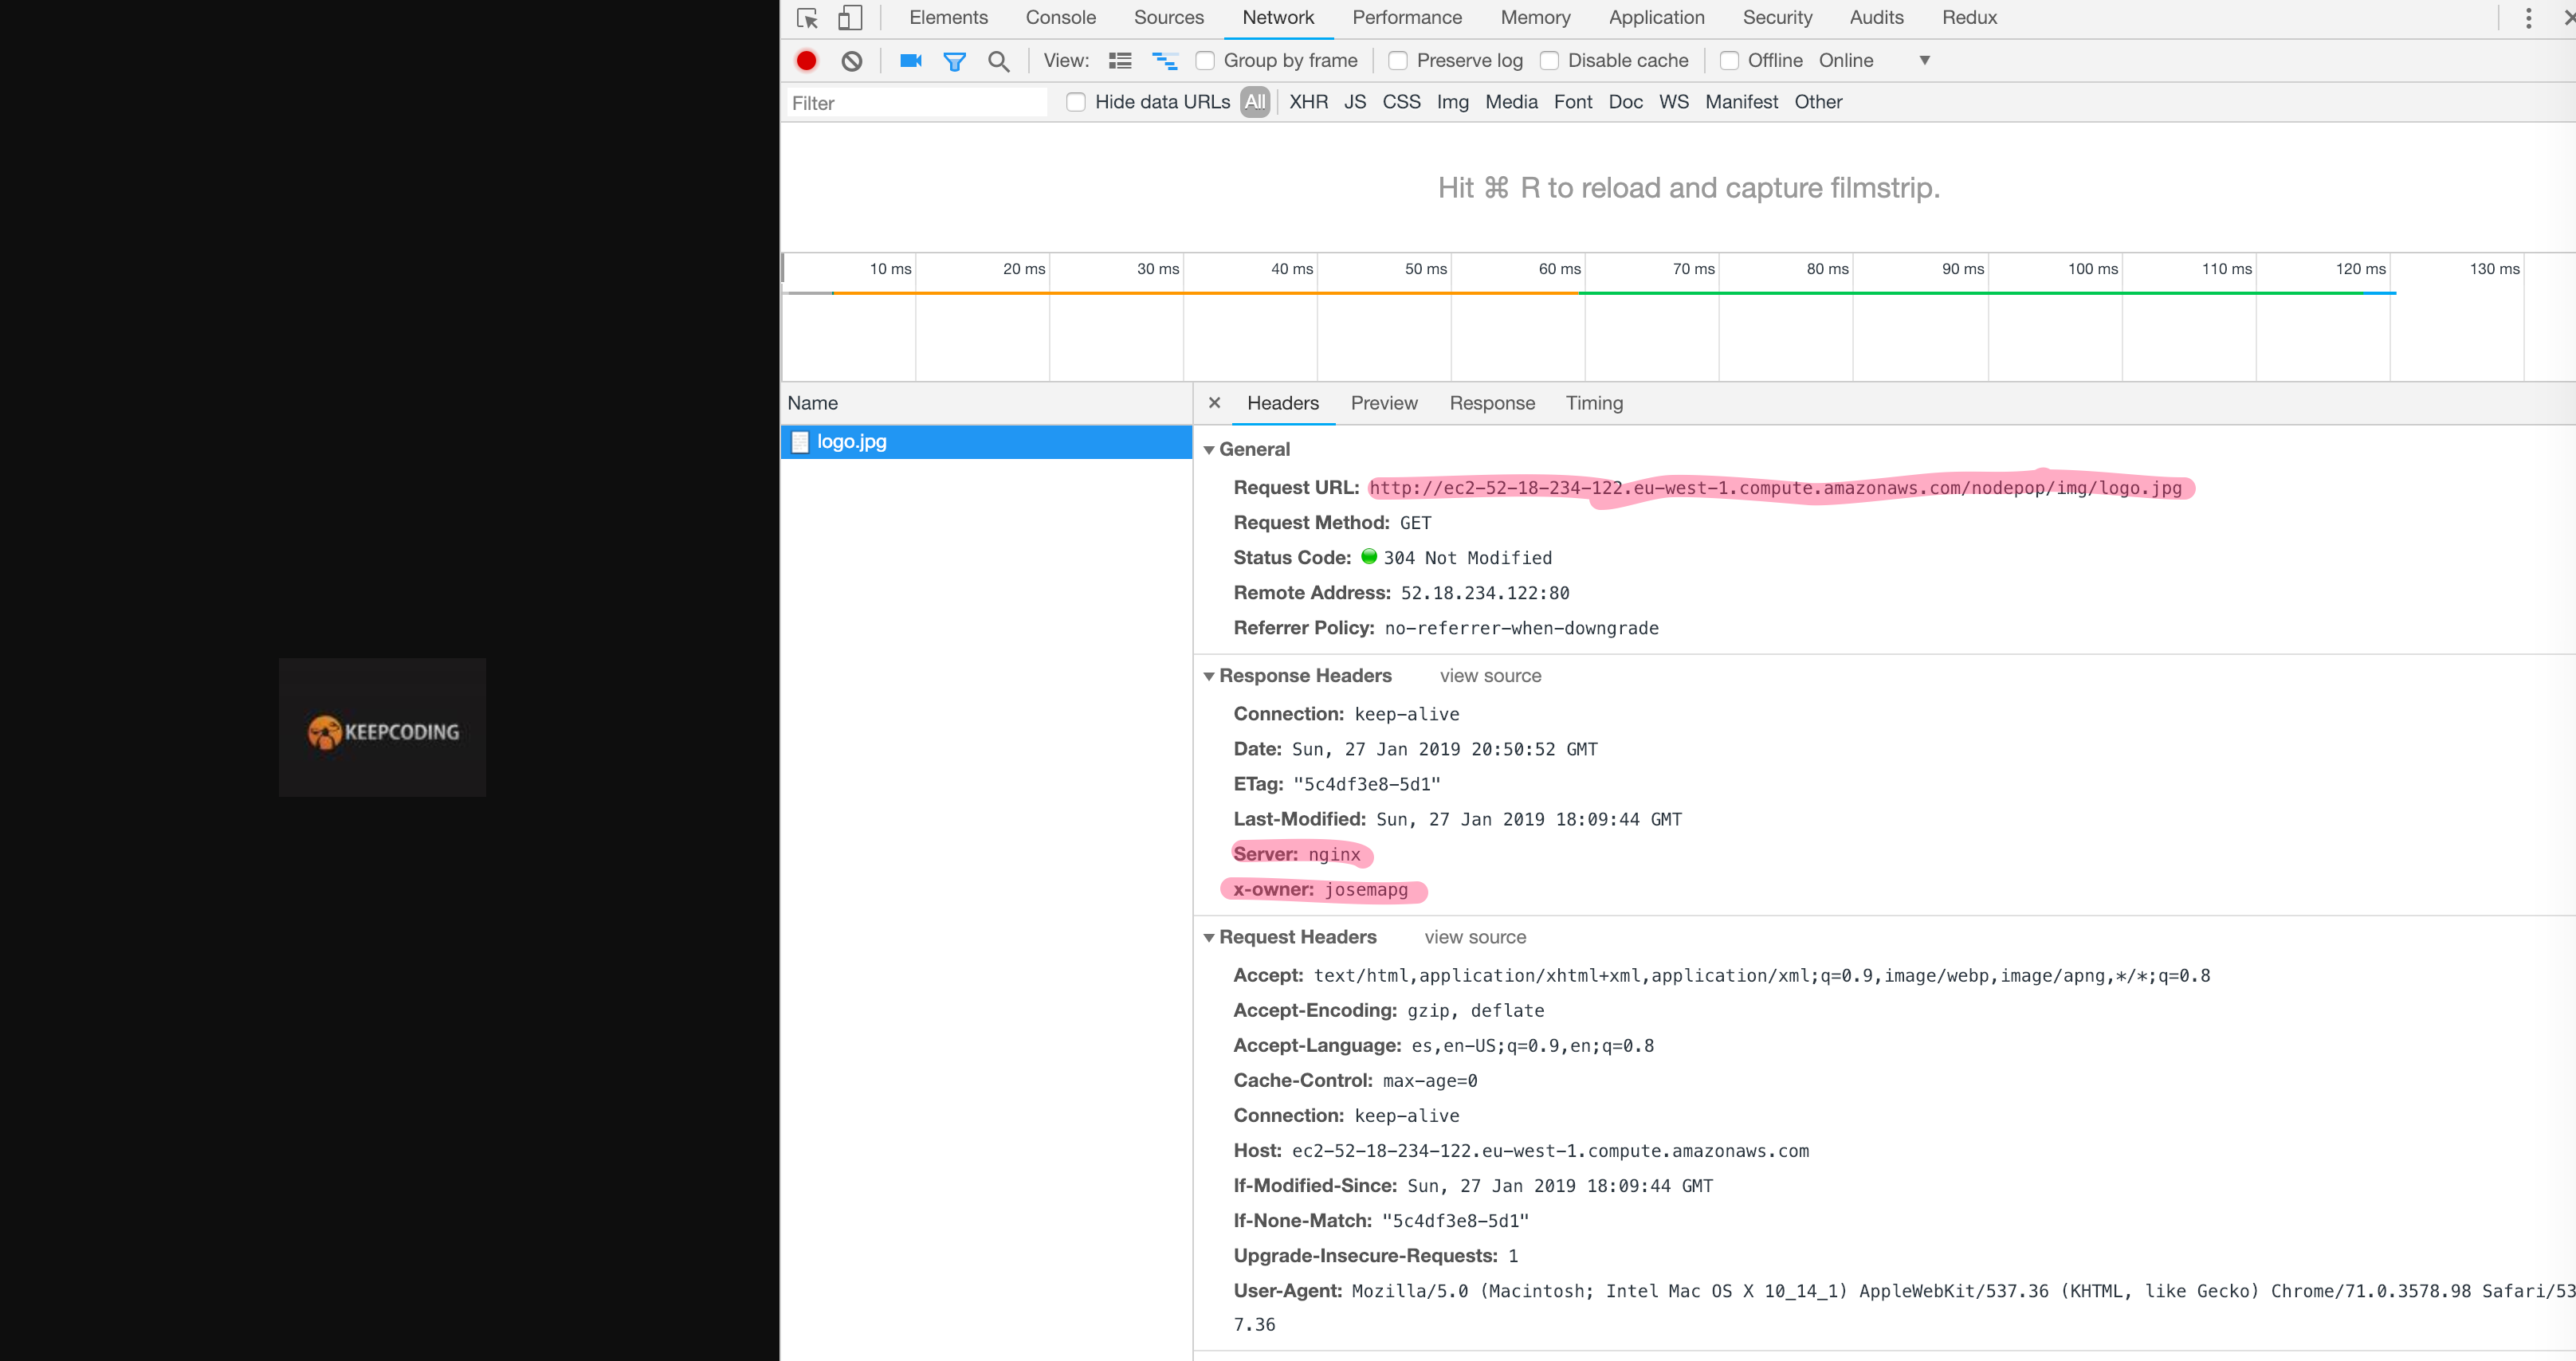 Elements Console Sources Network Performance Memory Application Security Audits Redux
View: Group by frame Preserve log Disable cache Offline Online
Filter Hide data URLs All XHR JS CSS Img Media Font Doc WS Manifest Other
Hit ⌘ R to reload and capture filmstrip.
10 ms 20 ms 30 ms 40 ms 50 ms 60 ms 70 ms 80 ms 90 ms 100 ms 110 ms 120 ms 130 ms
Name
logo.jpg
Headers Preview Response Timing
General
Request URL: http://ec2-52-18-234-122.eu-west-1.compute.amazonaws.com/nodepop/img/logo.jpg
Request Method: GET
Status Code: 304 Not Modified
Remote Address: 52.18.234.122:80
Referrer Policy: no-referrer-when-downgrade
Response Headers view source
Connection: keep-alive
Date: Sun, 27 Jan 2019 20:50:52 GMT
ETag: "5c4df3e8-5d1"
Last-Modified: Sun, 27 Jan 2019 18:09:44 GMT
Server: nginx
x-owner: josemapg
Request Headers view source
Accept: text/html,application/xhtml+xml,application/xml;q=0.9,image/webp,image/apng,*/*;q=0.8
Accept-Encoding: gzip, deflate
Accept-Language: es,en-US;q=0.9,en;q=0.8
Cache-Control: max-age=0
Connection: keep-alive
Host: ec2-52-18-234-122.eu-west-1.compute.amazonaws.com
If-Modified-Since: Sun, 27 Jan 2019 18:09:44 GMT
If-None-Match: "5c4df3e8-5d1"
Upgrade-Insecure-Requests: 1
User-Agent: Mozilla/5.0 (Macintosh; Intel Mac OS X 10_14_1) AppleWebKit/537.36 (KHTML, like Gecko) Chrome/71.0.3578.98 Safari/53
7.36
KEEPCODING